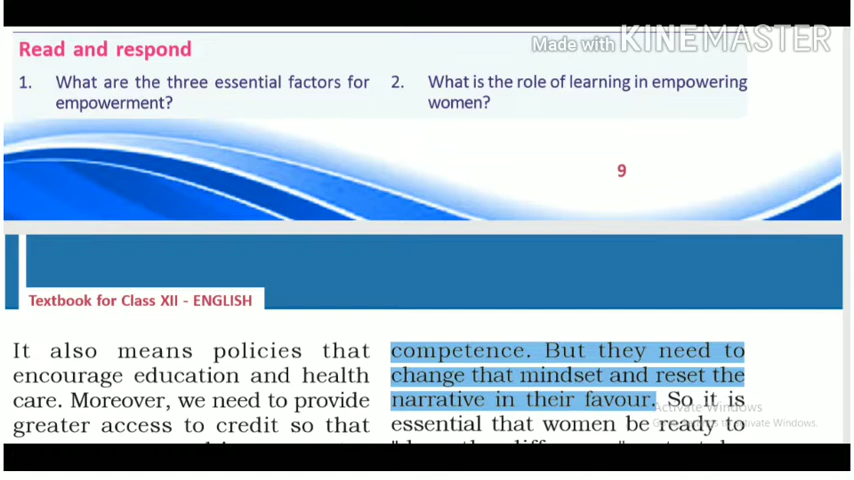 Made with KINEMASTER
Read and respond
1. What are the three essential factors for
empowerment?
2. What is the role of learning in empowering
women?
9
Textbook for Class XII - ENGLISH
It also means policies that
encourage education and health
care. Moreover, we need to provide
greater access to credit so that
competence. But they need to
change that mindset and reset the
narrative in their favour. So it is
essential that women be ready to
Activate Windows